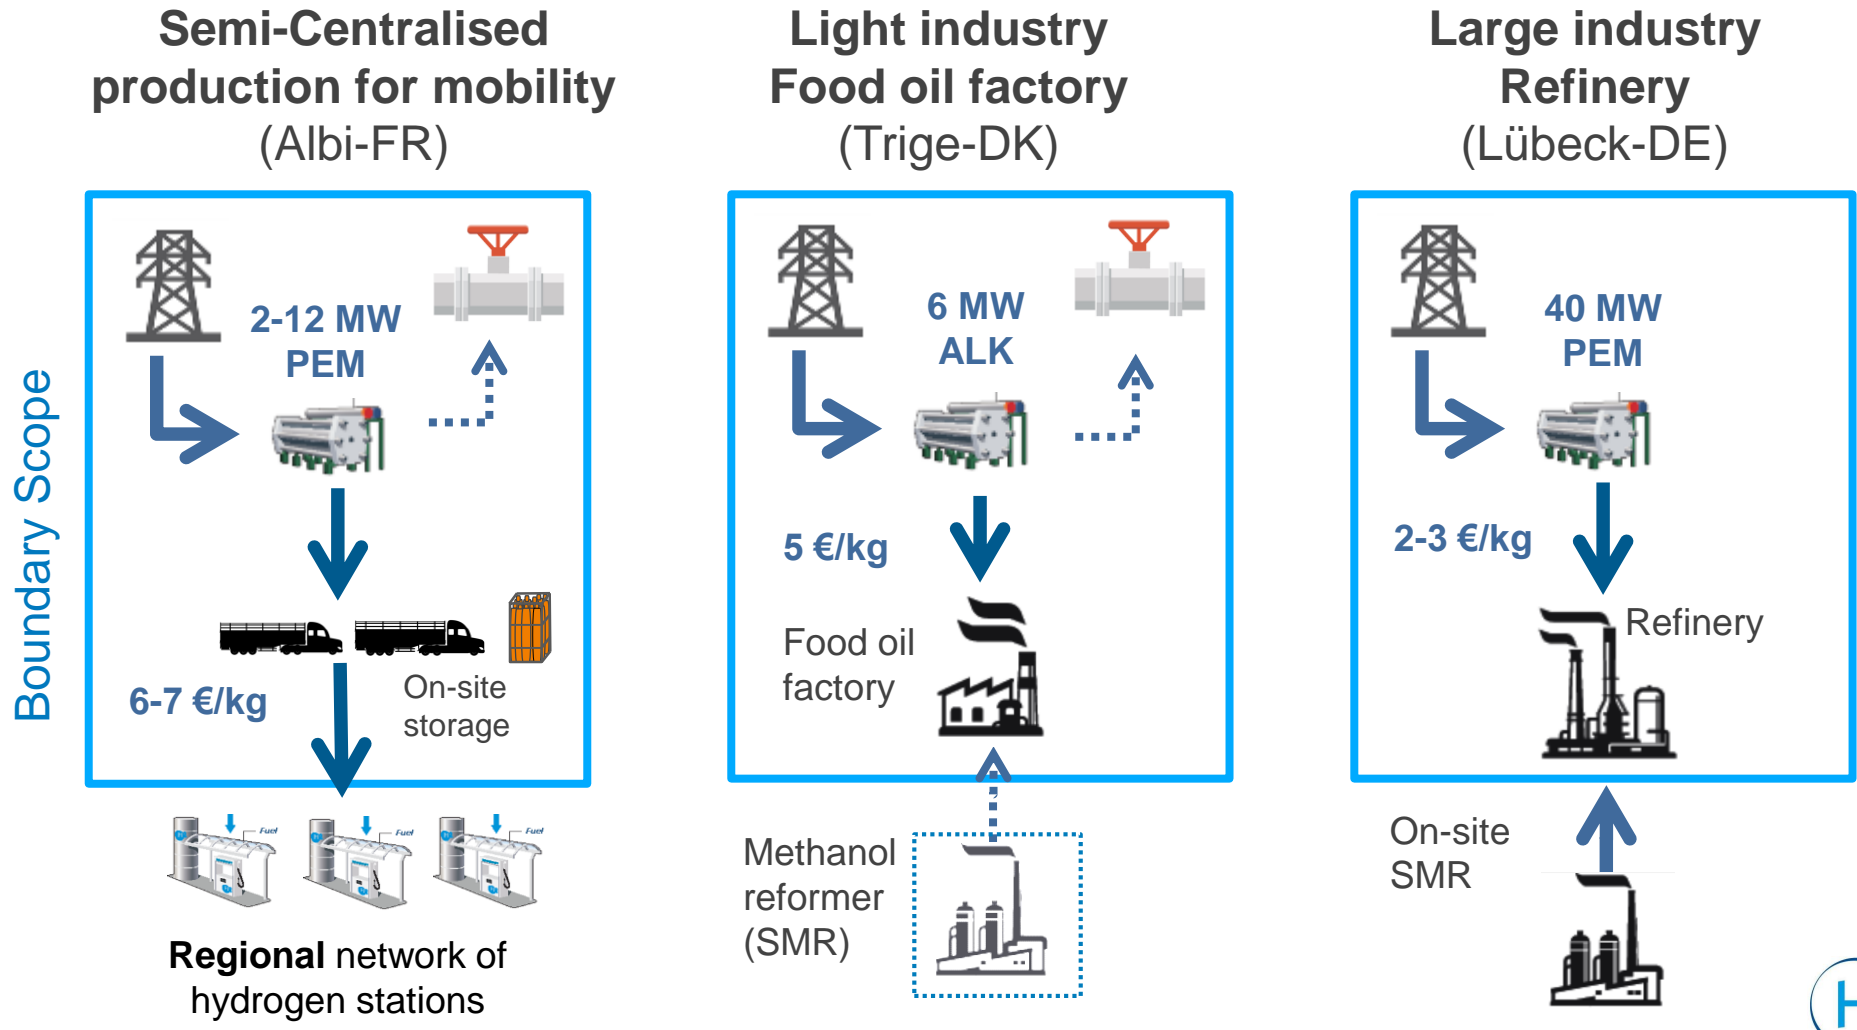 Semi-Centralised
production for mobility
(Albi-FR)
Light industry
Food oil factory
(Trige-DK)
Large industry
Refinery
(Lübeck-DE)
Boundary Scope
2-12 MW
PEM
6-7 €/kg
On-site
storage
Fuel
Fuel
Fuel
Regional network of
hydrogen stations
6 MW
ALK
5 €/kg
Food oil
factory
Methanol
reformer
(SMR)
40 MW
PEM
2-3 €/kg
Refinery
On-site
SMR
H